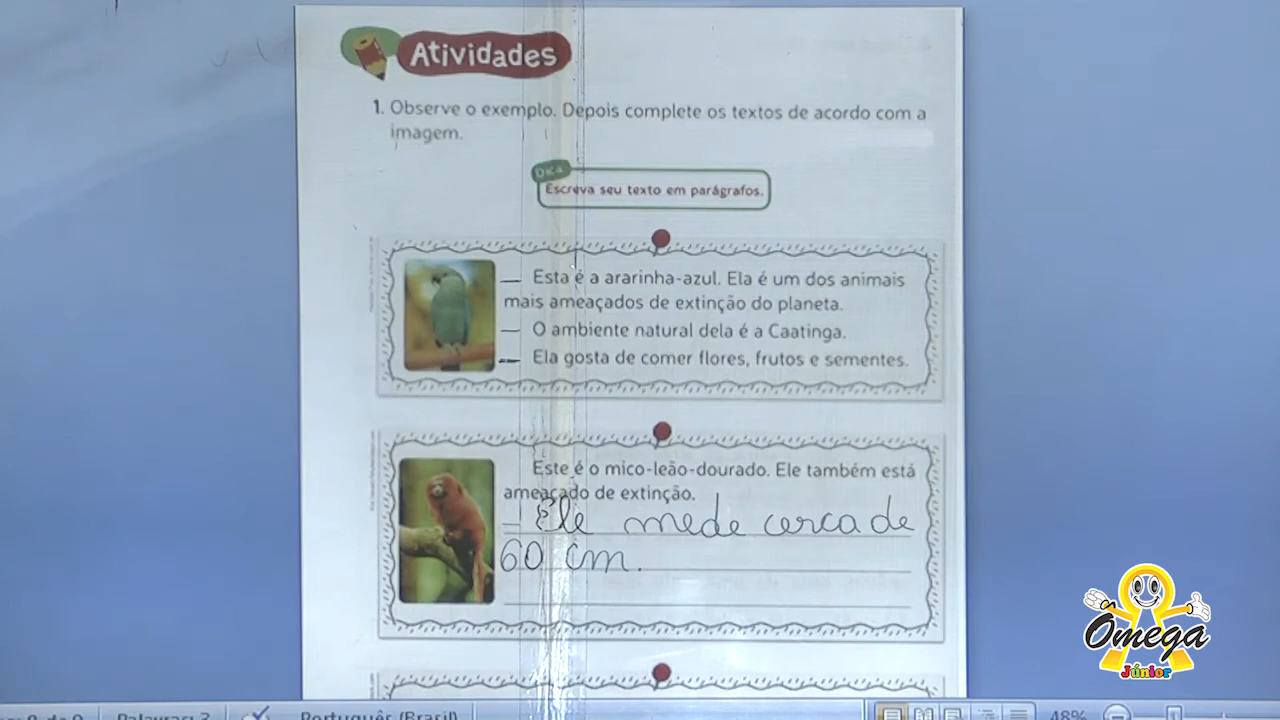 Atividades
1. Observe o exemplo. Depois complete os textos de acordo com a
imagem.
DICA
Escreva seu texto em parágrafos.
Esta é a ararinha-azul. Ela é um dos animais
mais ameaçados de extinção do planeta.
O ambiente natural dela é a Caatinga.
Ela gosta de comer flores, frutos e sementes.
Este é o mico-leão-dourado. Ele também está
ameaçado de extinção.
Ele mede cerca de
60 cm.
Ômega
Júnior
Palavras: 2
Português (Brasil)
48%